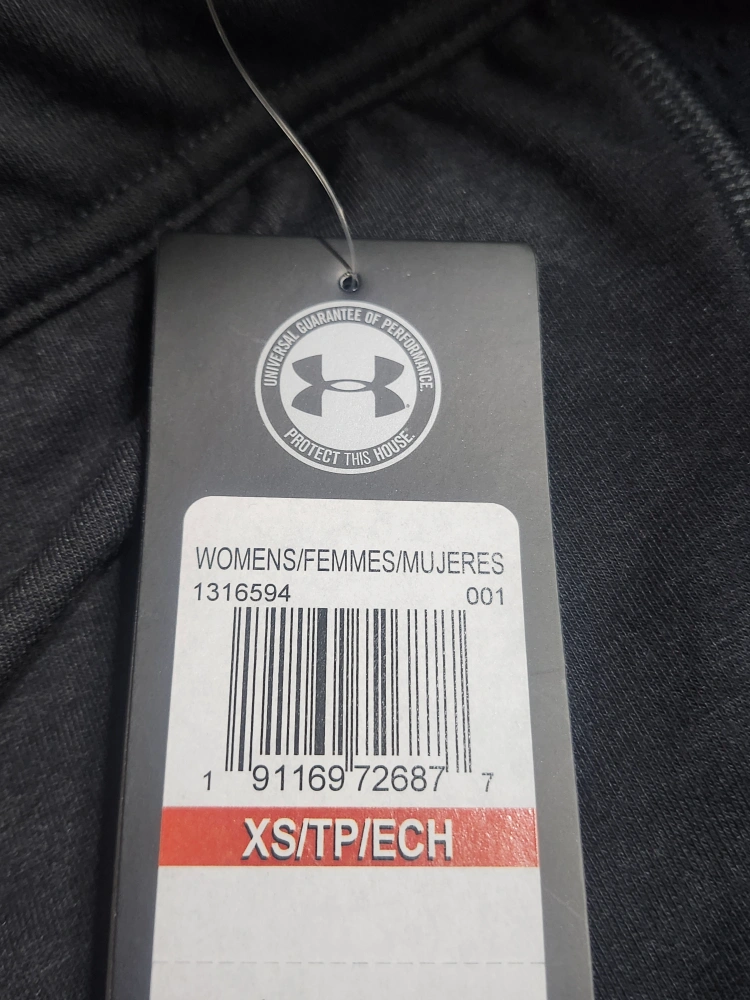 UNIVERSAL GUARANTEE OF PERFORMANCE.
PROTECT THIS HOUSE.
WOMENS/FEMMES/MUJERES
1316594 001
1 91169 72687 7
XS/TP/ECH